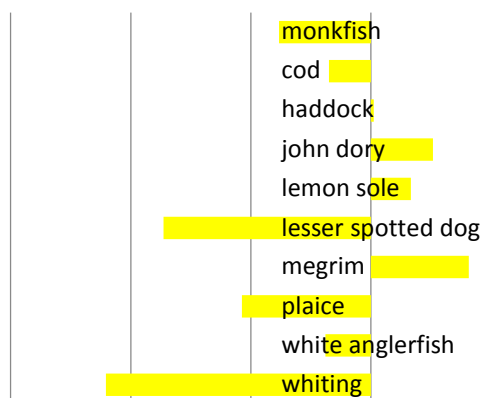 monkfish
cod
haddock
john dory
lemon sole
lesser spotted dog
megrim
plaice
white anglerfish
whiting